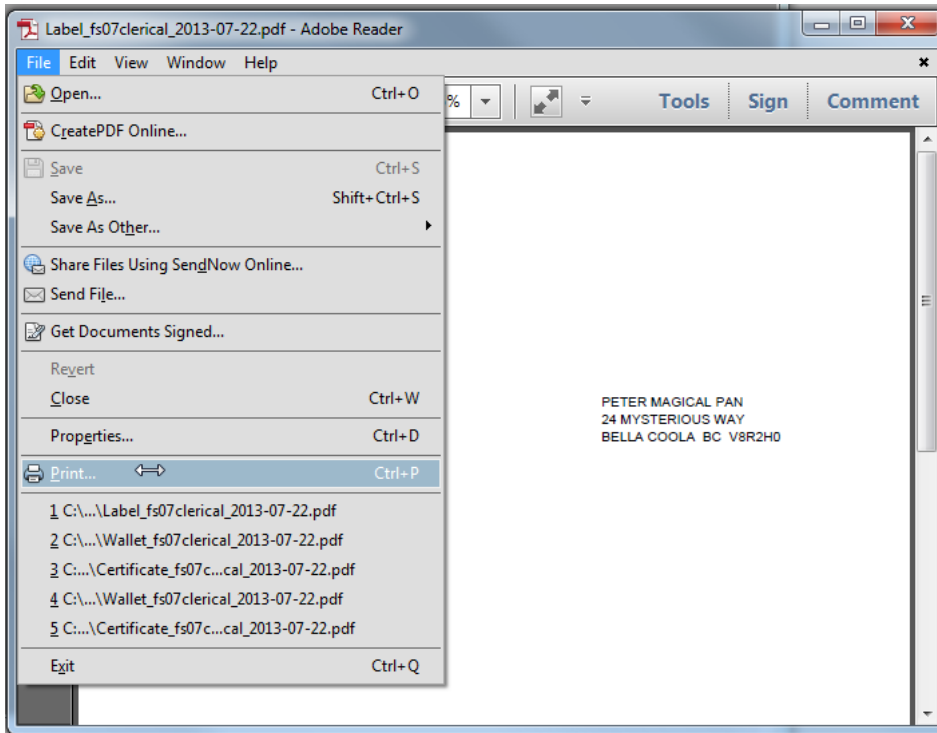 Label_fs07clerical_2013-07-22.pdf - Adobe Reader
File Edit View Window Help
Open... Ctrl+O
% Tools Sign Comment
CreatePDF Online...
Save Ctrl+S
Save As... Shift+Ctrl+S
Save As Other...
Share Files Using SendNow Online...
Send File...
Get Documents Signed...
Revert
Close Ctrl+W
Properties... Ctrl+D
Print... Ctrl+P
1 C:\...\Label_fs07clerical_2013-07-22.pdf
2 C:\...\Wallet_fs07clerical_2013-07-22.pdf
3 C:...\Certificate_fs07c...cal_2013-07-22.pdf
4 C:\...\Wallet_fs07clerical_2013-07-22.pdf
5 C:...\Certificate_fs07c...cal_2013-07-22.pdf
Exit Ctrl+Q
PETER MAGICAL PAN
24 MYSTERIOUS WAY
BELLA COOLA BC V8R2H0